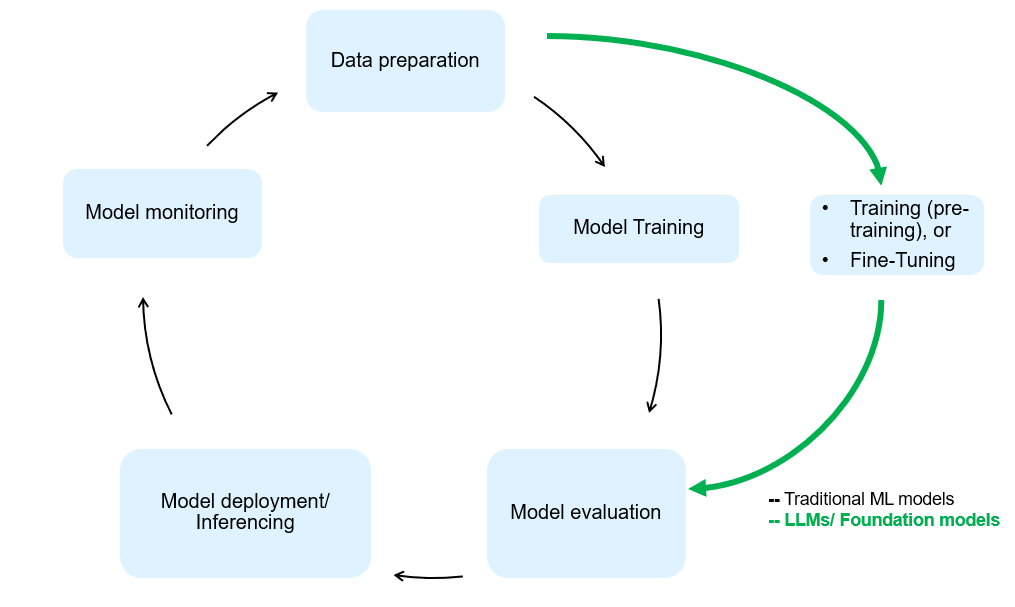 Data preparation
Model monitoring
Model Training
• Training (pre-
training), or
• Fine-Tuning
Model deployment/
Inferencing
Model evaluation
-- Traditional ML models
-- LLMs/ Foundation models